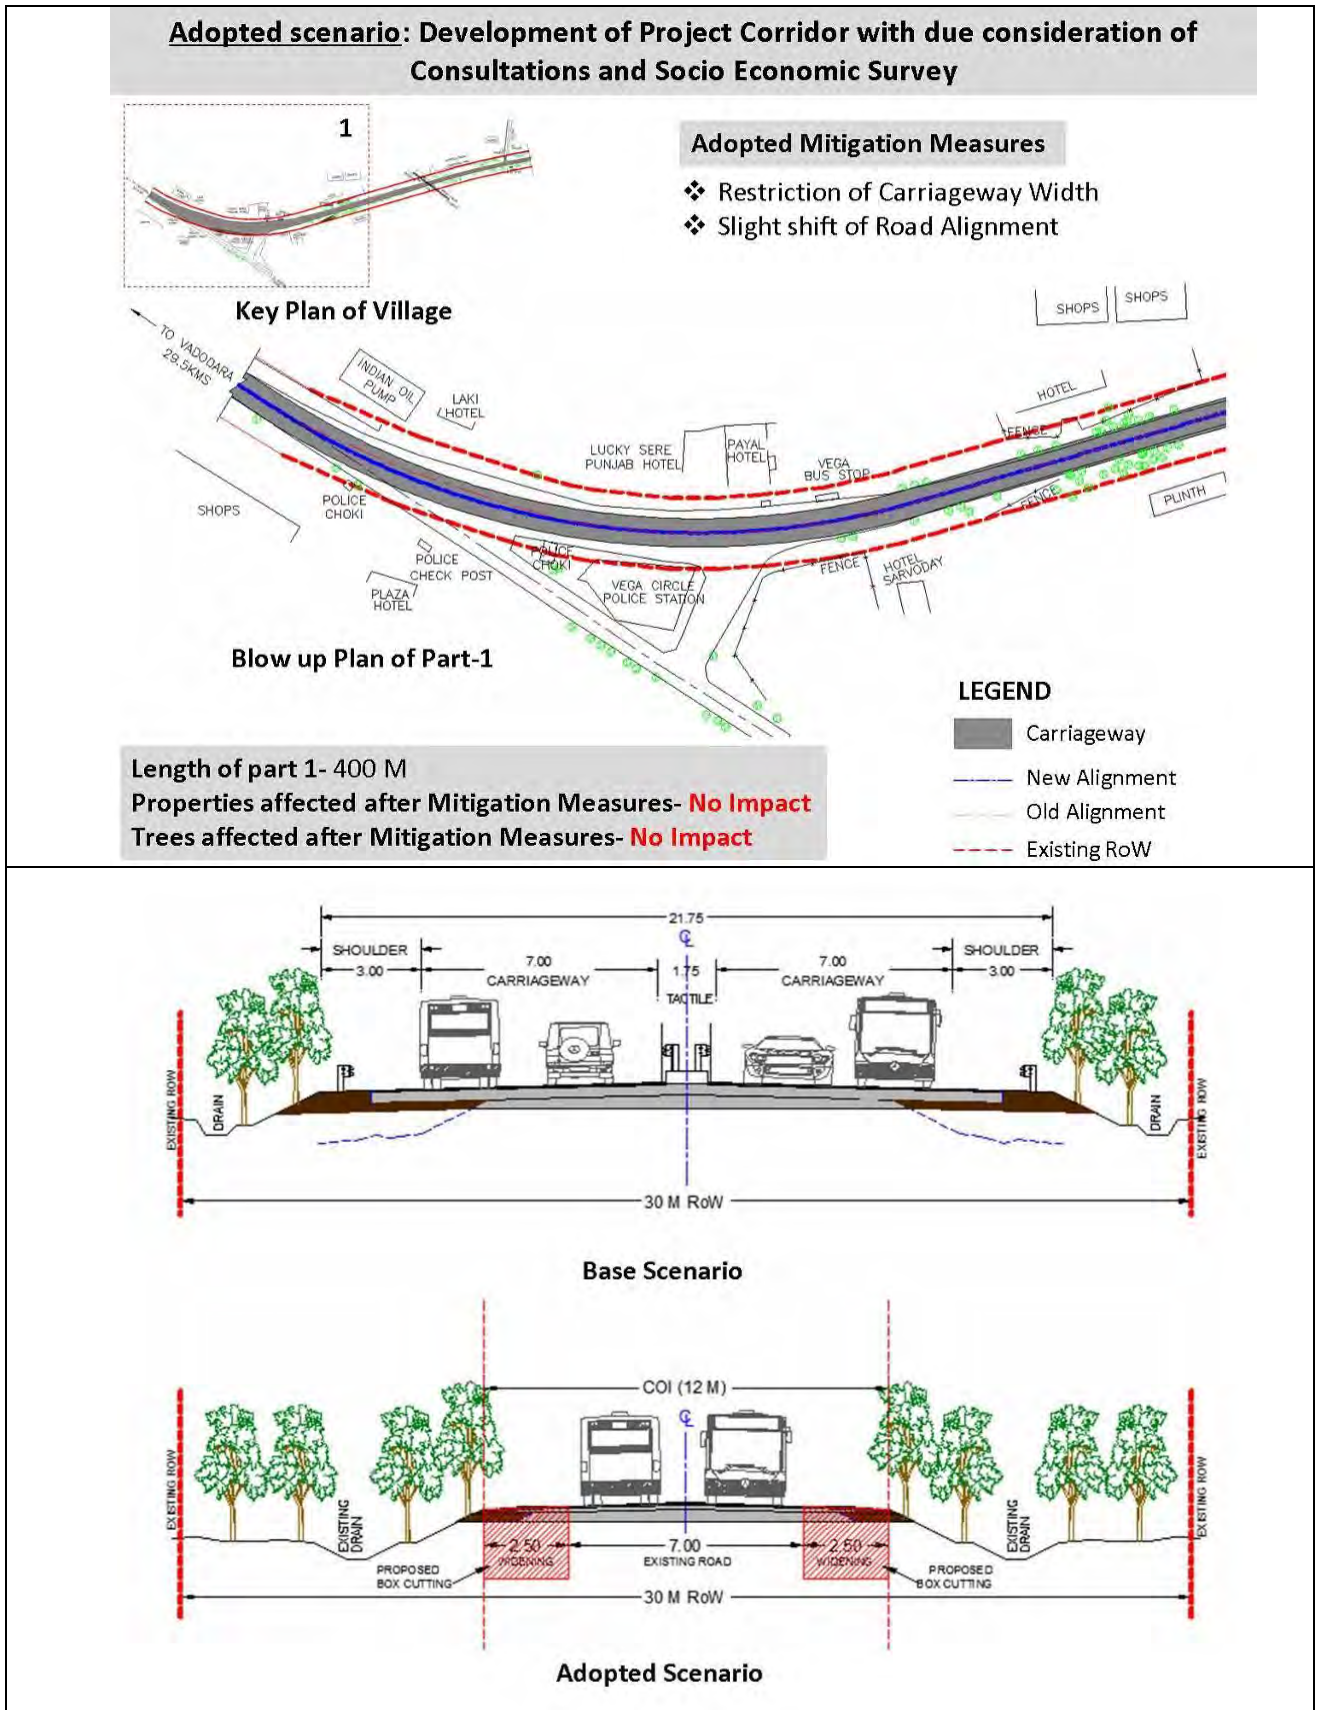 Adopted scenario: Development of Project Corridor with due consideration of
Consultations and Socio Economic Survey
1
Key Plan of Village
Adopted Mitigation Measures
❖ Restriction of Carriageway Width
❖ Slight shift of Road Alignment
TO VADODARA
29.5KMS
INDIAN OIL
PUMP
LAKI
HOTEL
LUCKY SERE
PUNJAB HOTEL
PAYAL
HOTEL
VEGA
BUS STOP
HOTEL
FENCE
SHOPS
SHOPS
SHOPS
POLICE
CHOKI
POLICE
CHECK POST
PLAZA
HOTEL
POLICE
CHOKI
VEGA CIRCLE
POLICE STATION
FENCE
HOTEL
SARVODAY
FENCE
PLINTH
Blow up Plan of Part-1
LEGEND
Carriageway
New Alignment
Old Alignment
Existing RoW
Length of part 1- 400 M
Properties affected after Mitigation Measures- No Impact
Trees affected after Mitigation Measures- No Impact
21.75
SHOULDER
3.00
7.00
CARRIAGEWAY
1.75
TACTILE
7.00
CARRIAGEWAY
SHOULDER
3.00
EXISTING ROW
DRAIN
DRAIN
EXISTING ROW
30 M RoW
Base Scenario
COI (12 M)
EXISTING ROW
EXISTING
DRAIN
2.50
WIDENING
7.00
EXISTING ROAD
2.50
WIDENING
EXISTING
DRAIN
EXISTING ROW
PROPOSED
BOX CUTTING
PROPOSED
BOX CUTTING
30 M RoW
Adopted Scenario